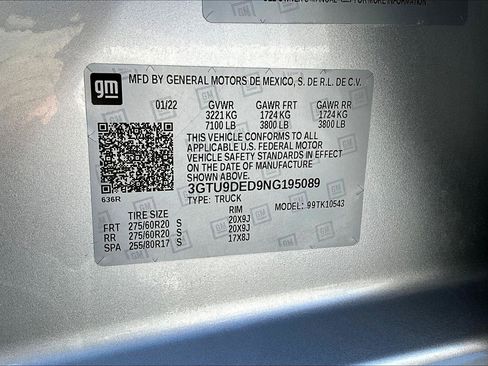 gm
MFD BY GENERAL MOTORS DE MEXICO, S. DE R.L. DE C.V.
01/22 GVWR GAWR FRT GAWR RR
3221 KG 1724 KG 1724 KG
7100 LB 3800 LB 3800 LB
THIS VEHICLE CONFORMS TO ALL
APPLICABLE U.S. FEDERAL MOTOR
VEHICLE SAFETY STANDARDS IN EFFECT
ON THE DATE OF MANUFACTURE
SHOWN ABOVE.
3GTU9DED9NG195089
636R TYPE: TRUCK MODEL: 99TK10543
TIRE SIZE RIM
FRT 275/60R20 S 20X9J
RR 275/60R20 S 20X9J
SPA 255/80R17 S 17X8J